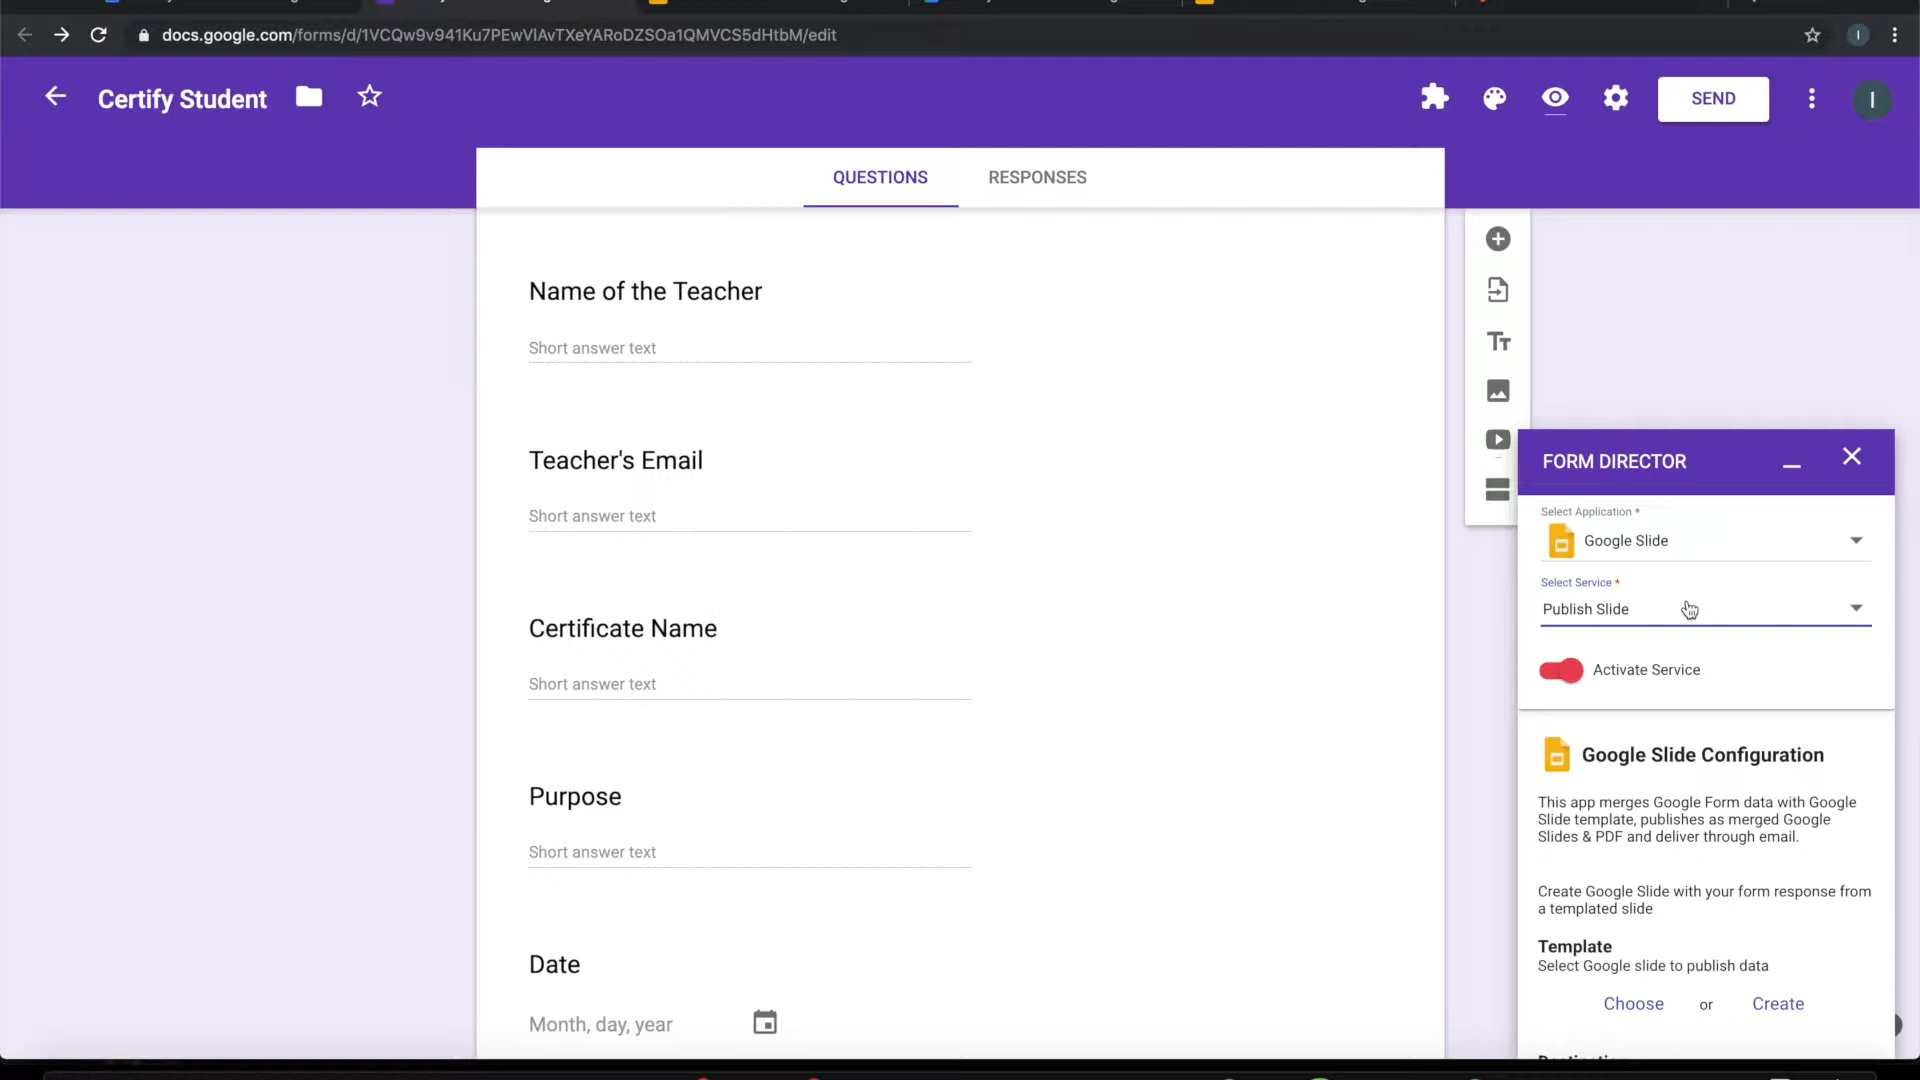 docs.google.com/forms/d/1VCQw9v941Ku7PEwVlAvTXeYARoDZSOa1QMVCS5dHtbM/edit
I
Certify Student
SEND
I
QUESTIONS
RESPONSES
Name of the Teacher
Short answer text
Teacher's Email
Short answer text
Certificate Name
Short answer text
Purpose
Short answer text
Date
Month, day, year
Tт
FORM DIRECTOR
Select Application *
Google Slide
Select Service *
Publish Slide
Activate Service
Google Slide Configuration
This app merges Google Form data with Google
Slide template, publishes as merged Google
Slides & PDF and deliver through email.
Create Google Slide with your form response from
a templated slide
Template
Select Google slide to publish data
Choose or Create